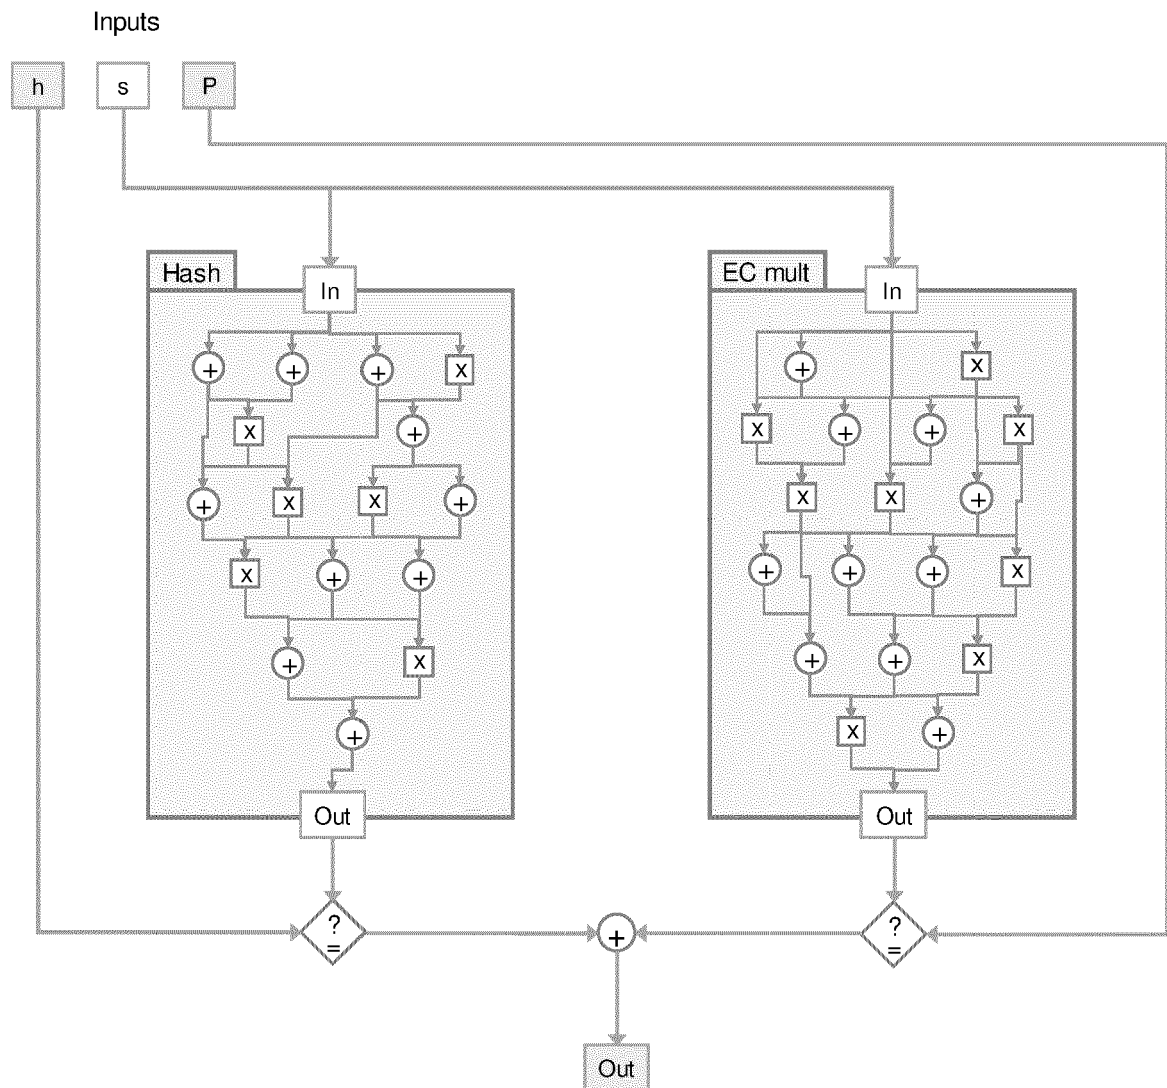 Inputs
h s P
Hash In EC mult In
+ + + x + x
x + x + + x
+ x x + x x +
x + + + + + x
+ x + + x
+ x +
Out Out
? = + ? =
Out